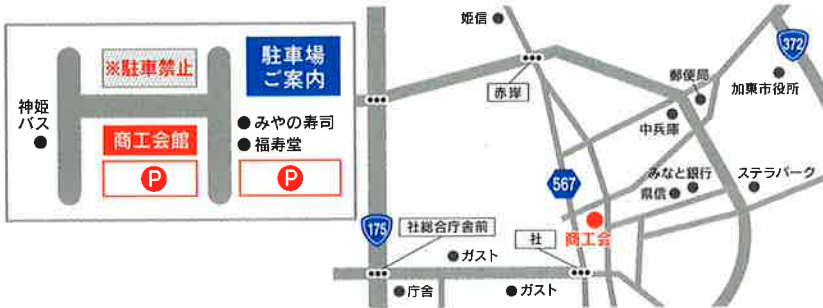 ※駐車禁止
駐車場
ご案内
神姫
バス
商工会館
みやの寿司
福寿堂
P
P
姫信
372
赤岸
郵便局
加東市役所
中兵庫
567
みなと銀行
ステラパーク
県信
商工会
175
社総合庁舎前
社
ガスト
庁舎
ガスト